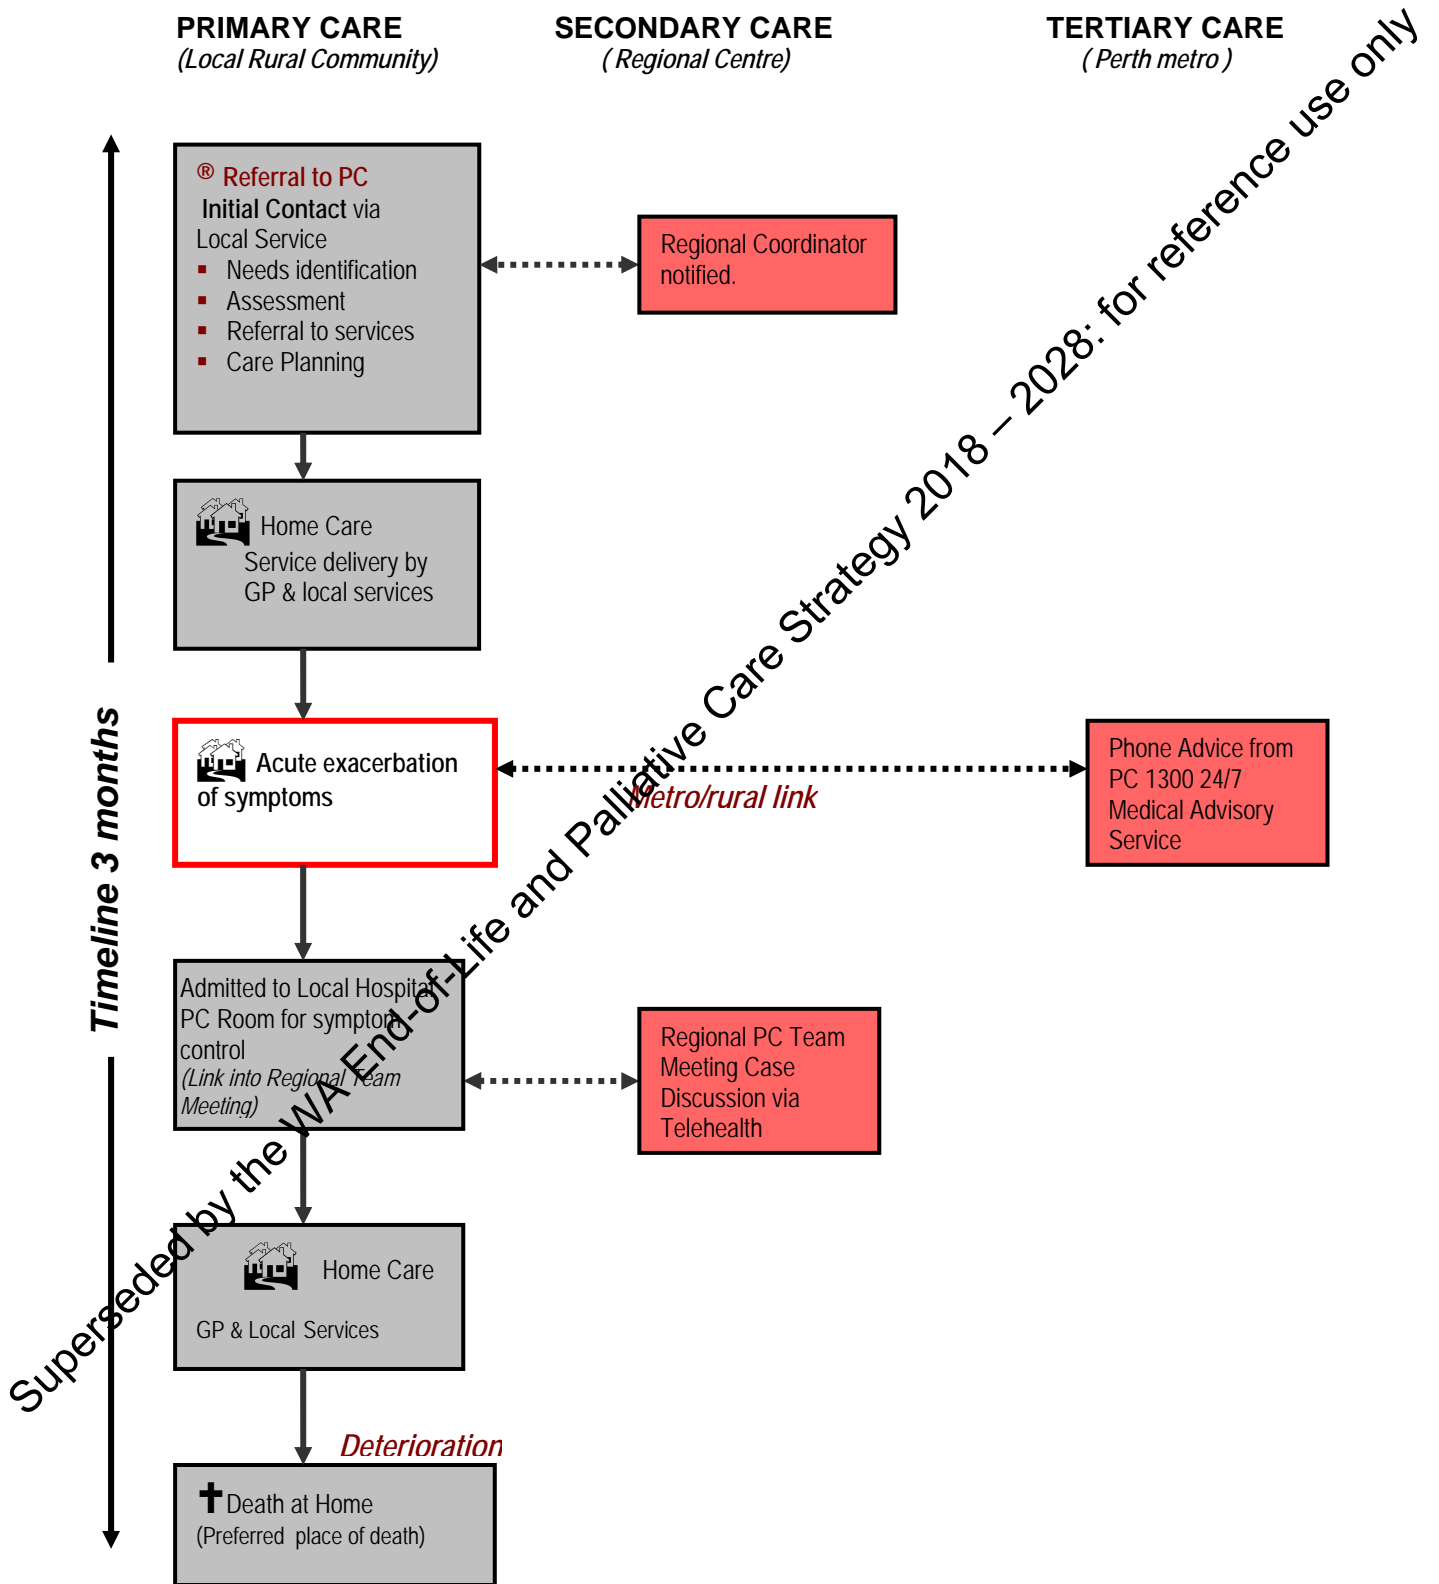 PRIMARY CARE
(Local Rural Community)
SECONDARY CARE
( Regional Centre)
TERTIARY CARE
( Perth metro )
® Referral to PC
Initial Contact via
Local Service
▪ Needs identification
▪ Assessment
▪ Referral to services
▪ Care Planning
Regional Coordinator
notified.
Home Care
Service delivery by
GP & local services
Timeline 3 months
Acute exacerbation
of symptoms
Metro/rural link
Phone Advice from
PC 1300 24/7
Medical Advisory
Service
Admitted to Local Hospital
PC Room for symptom
control
(Link into Regional Team
Meeting)
Regional PC Team
Meeting Case
Discussion via
Telehealth
Home Care
GP & Local Services
Deterioration
Death at Home
(Preferred place of death)
Superseded by the WA End-of-Life and Palliative Care Strategy 2018 – 2028: for reference use only